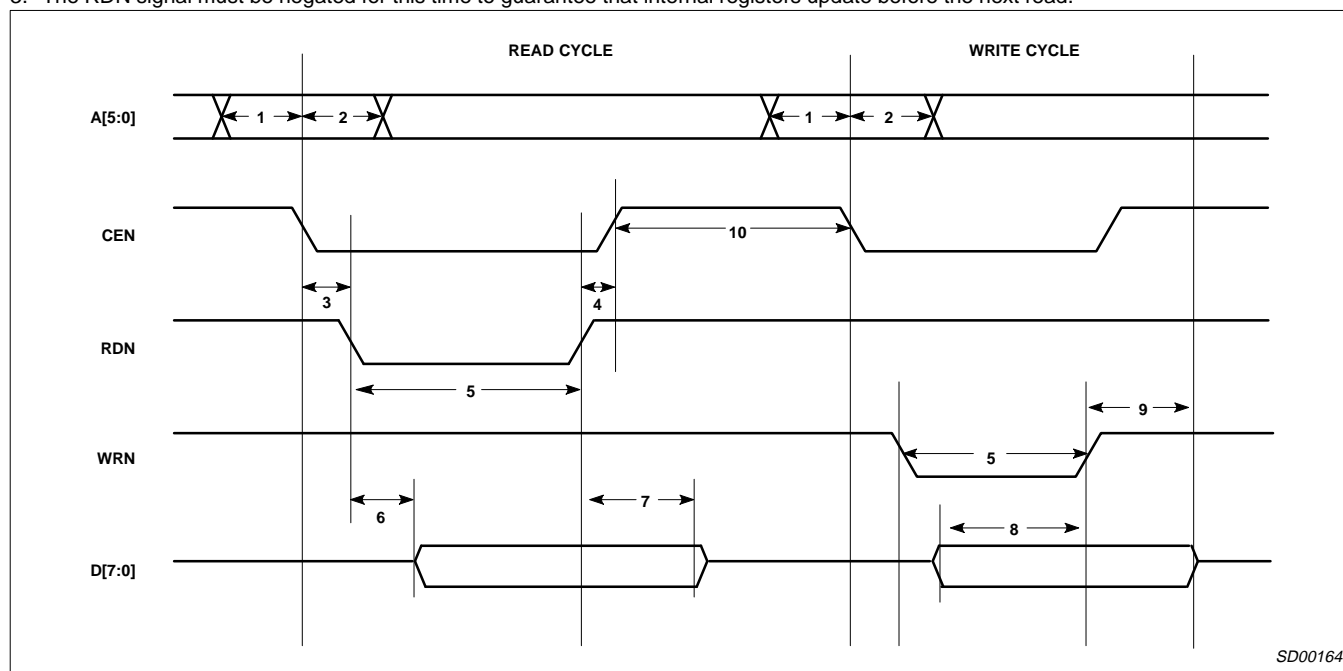 The RDN signal must be negated for this time to guarantee that internal registers update before the next read.
READ CYCLE
WRITE CYCLE
A[5:0]
1
2
1
2
CEN
10
3
4
RDN
5
9
WRN
5
6
7
8
D[7:0]
SD00164